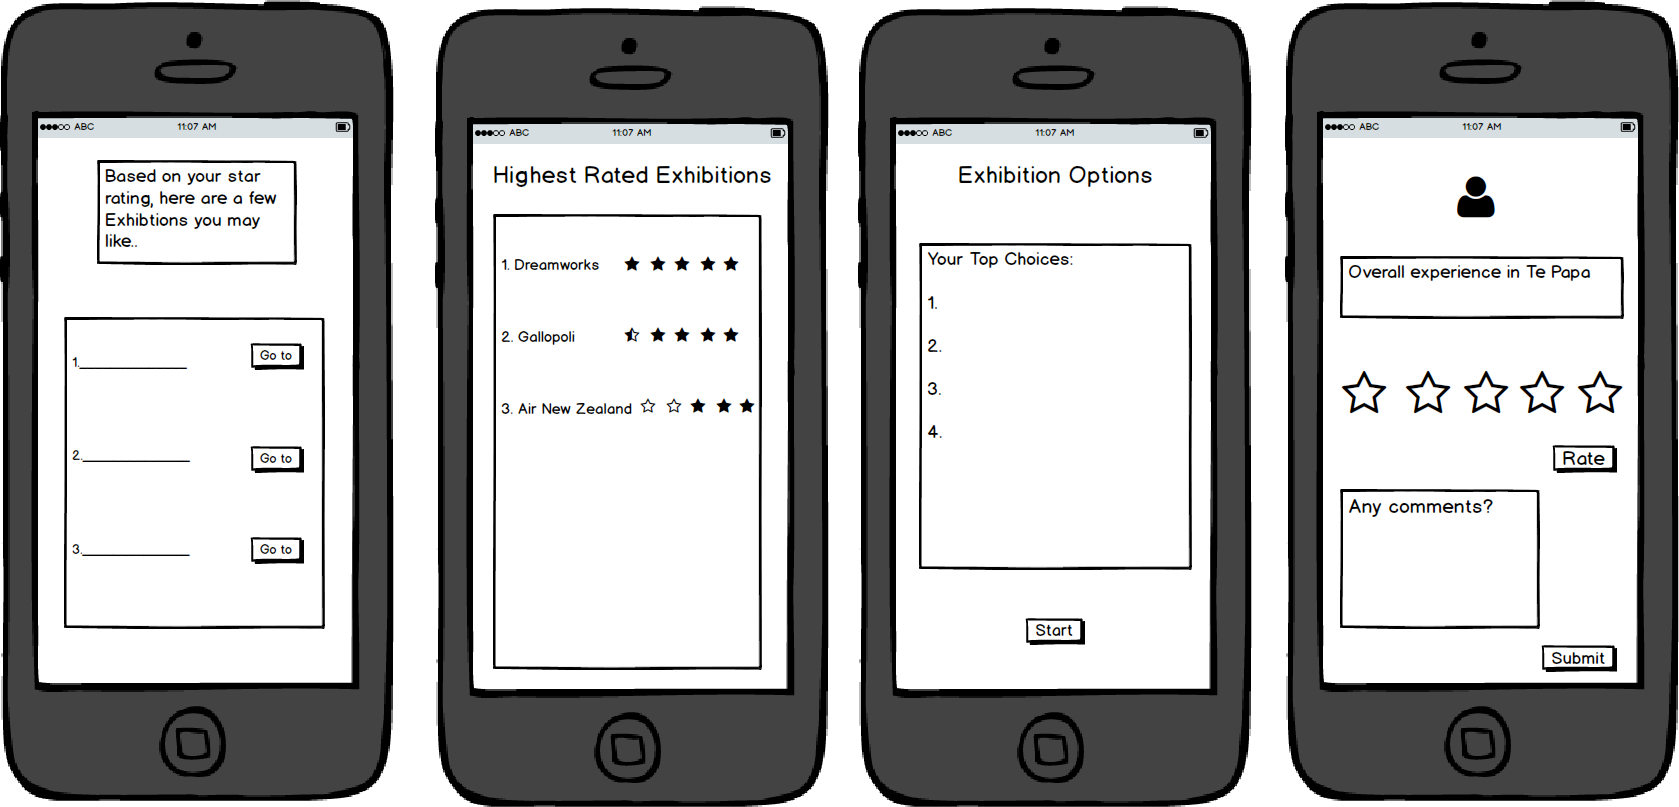 ABC 11:07 AM
Based on your star
rating, here are a few
Exhibtions you may
like..
1.
Go to
2.
Go to
3.
Go to
ABC 11:07 AM
Highest Rated Exhibitions
1. Dreamworks
2. Gallopoli
3. Air New Zealand
ABC 11:07 AM
Exhibition Options
Your Top Choices:
1.
2.
3.
4.
Start
ABC 11:07 AM
Overall experience in Te Papa
Rate
Any comments?
Submit